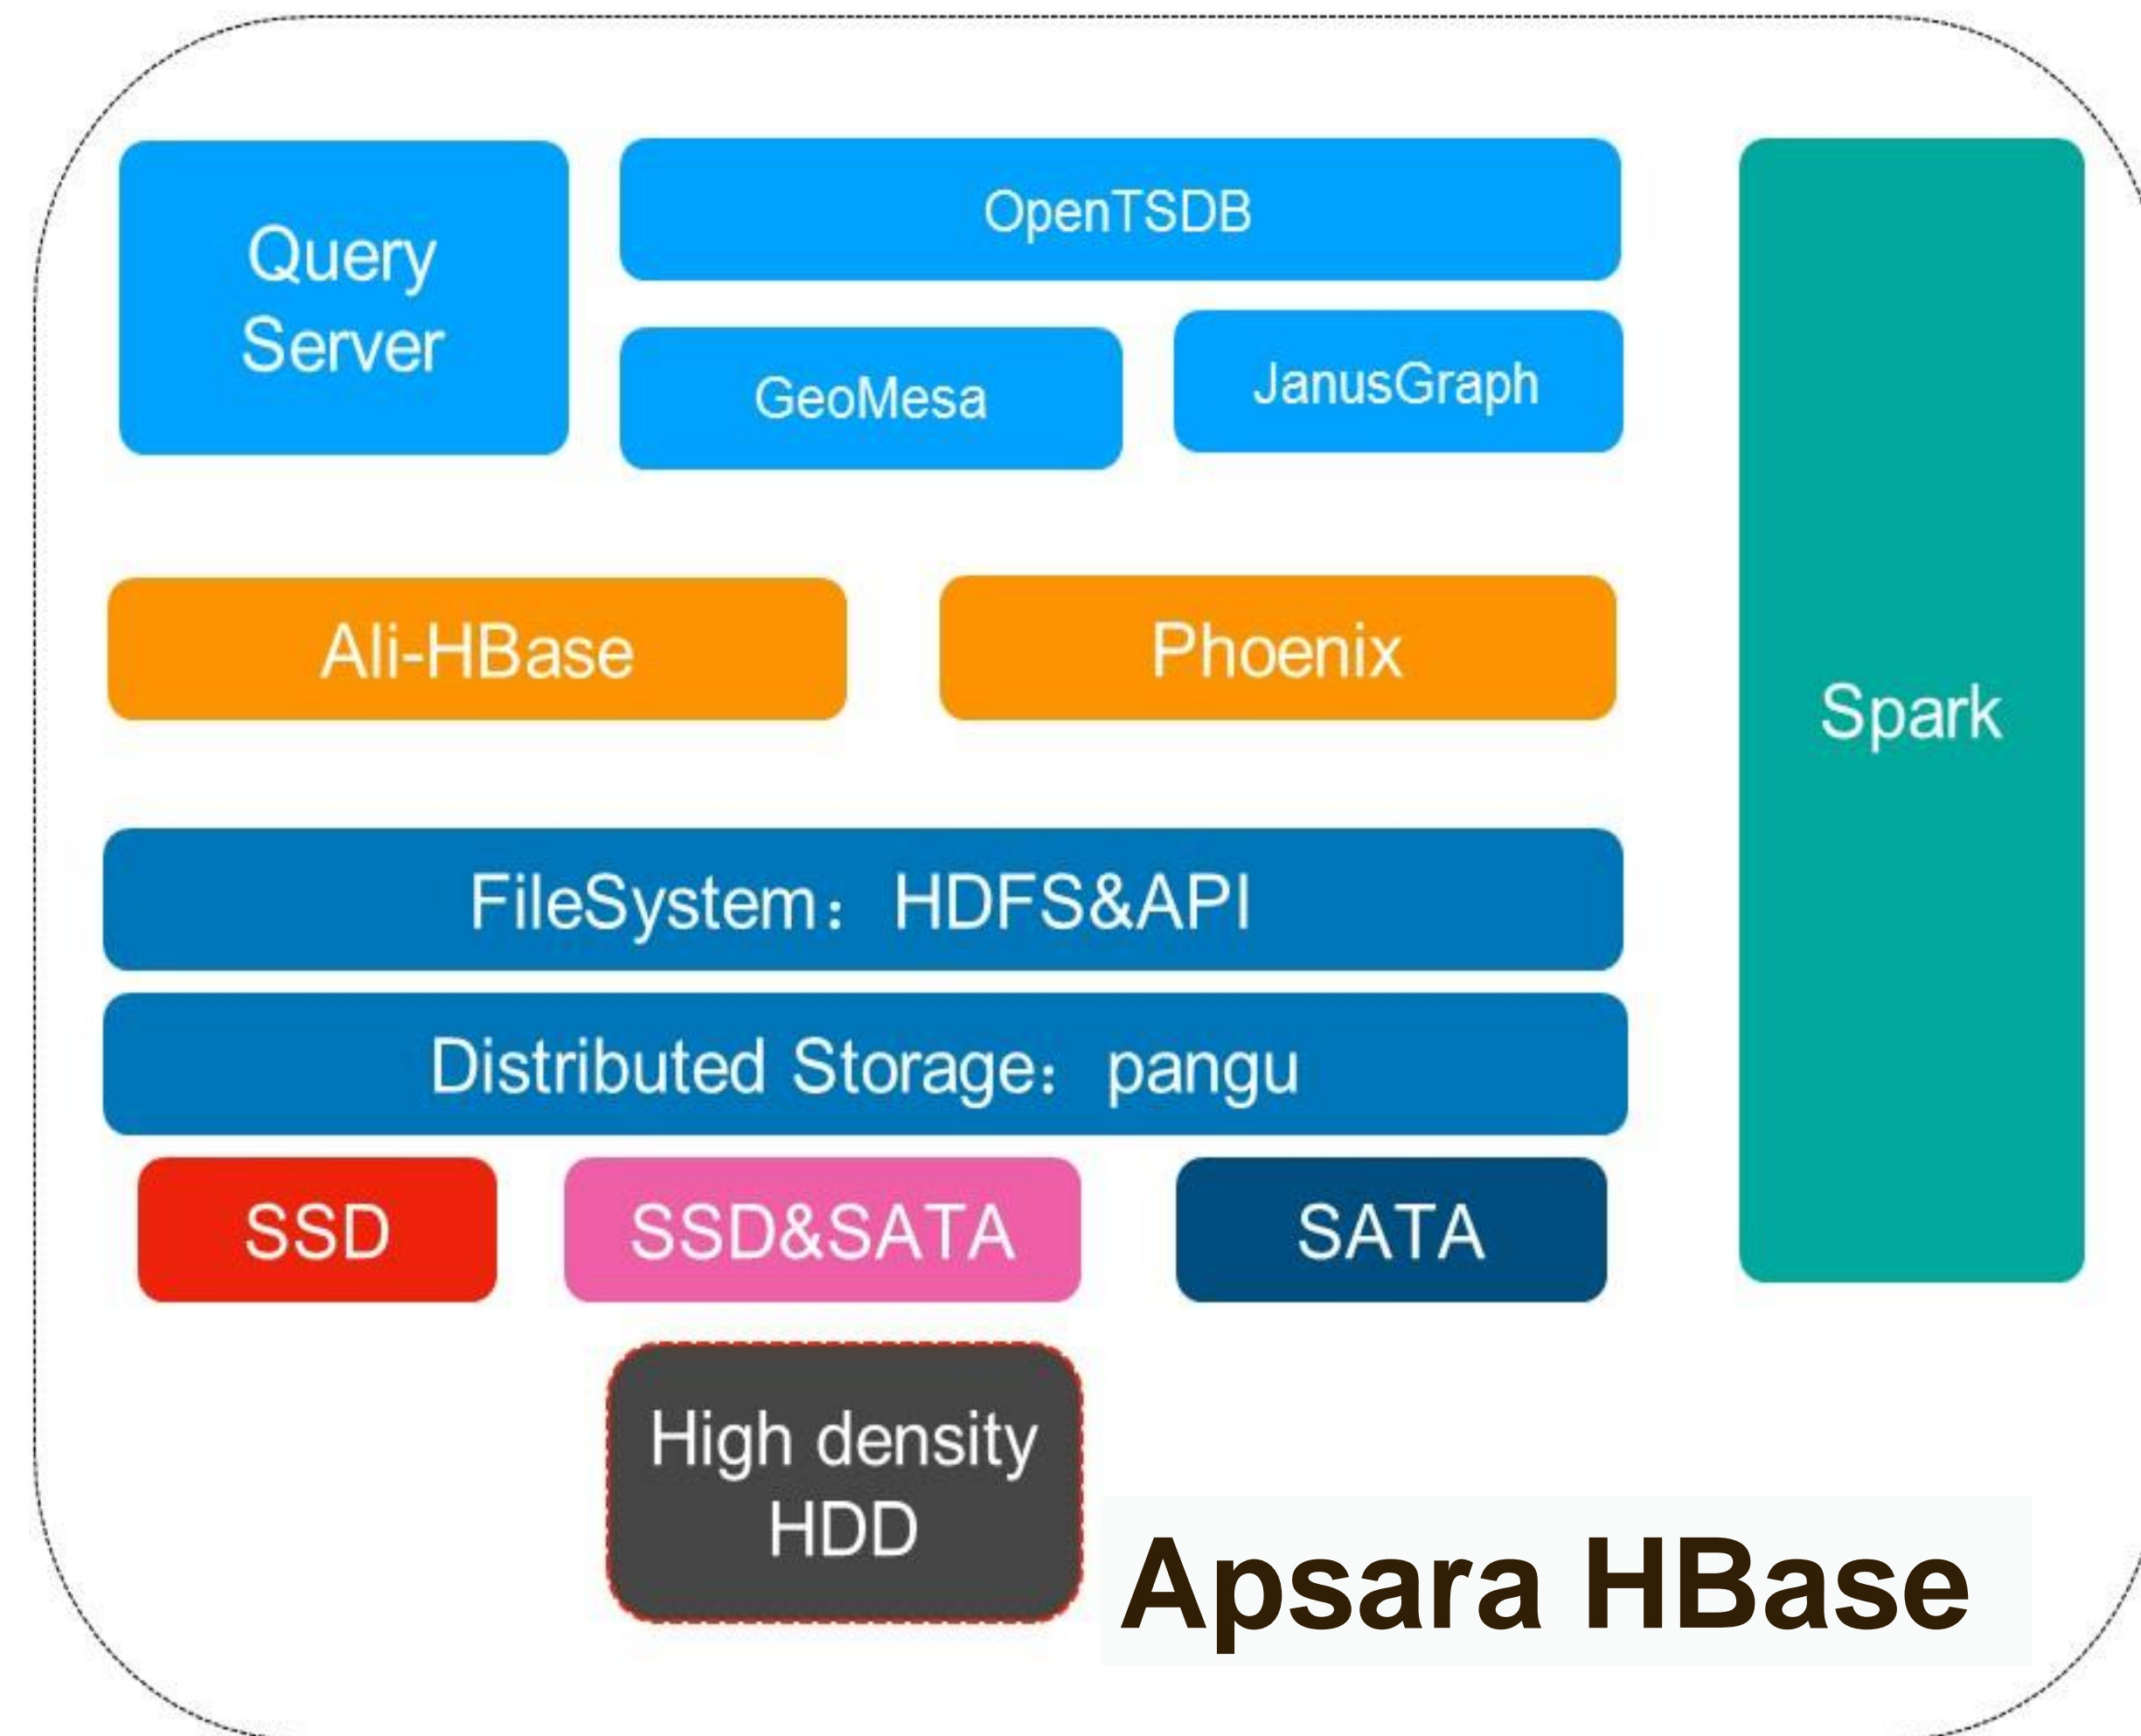 Query
Server
OpenTSDB
GeoMesa
JanusGraph
Spark
Ali-HBase
Phoenix
FileSystem：HDFS&API
Distributed Storage：pangu
SSD
SSD&SATA
SATA
High density
HDD
Apsara HBase